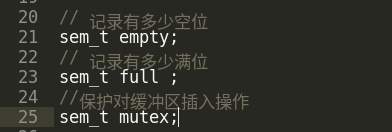 20 // 记录有多少空位
21 sem_t empty;
22 // 记录有多少满位
23 sem_t full ;
24 //保护对缓冲区插入操作
25 sem_t mutex;